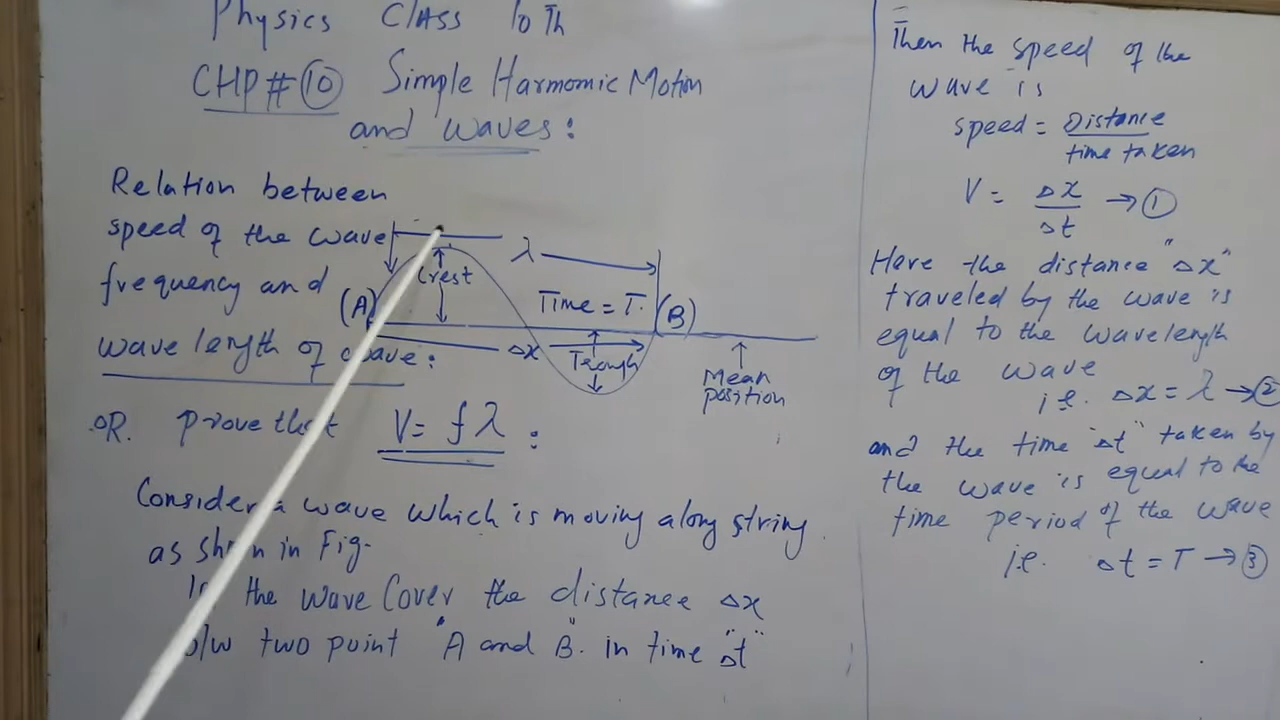 Physics Class 10 Th
CHP # 10 Simple Harmomic Motion
and waves:
Relation between
speed of the wave
frequency and
wave length of wave:
λ
Crest
(A)
Time = T.
(B)
Δx
Trough
Mean
position
OR. prove that V = fλ:
Consider a wave which is moving along string
as shown in Fig-
the wave Cover the distance Δx
b/w two point "A and B" in time "Δt"
Then the speed of the
wave is
speed = Distance
time taken
V = Δx → 1
Δt
Here the distance "Δx"
traveled by the wave is
equal to the wavelength
of the wave
i.e. Δx = λ → 2
and the time "Δt" taken by
the wave is equal to the
time period of the wave
i.e. Δt = T → 3